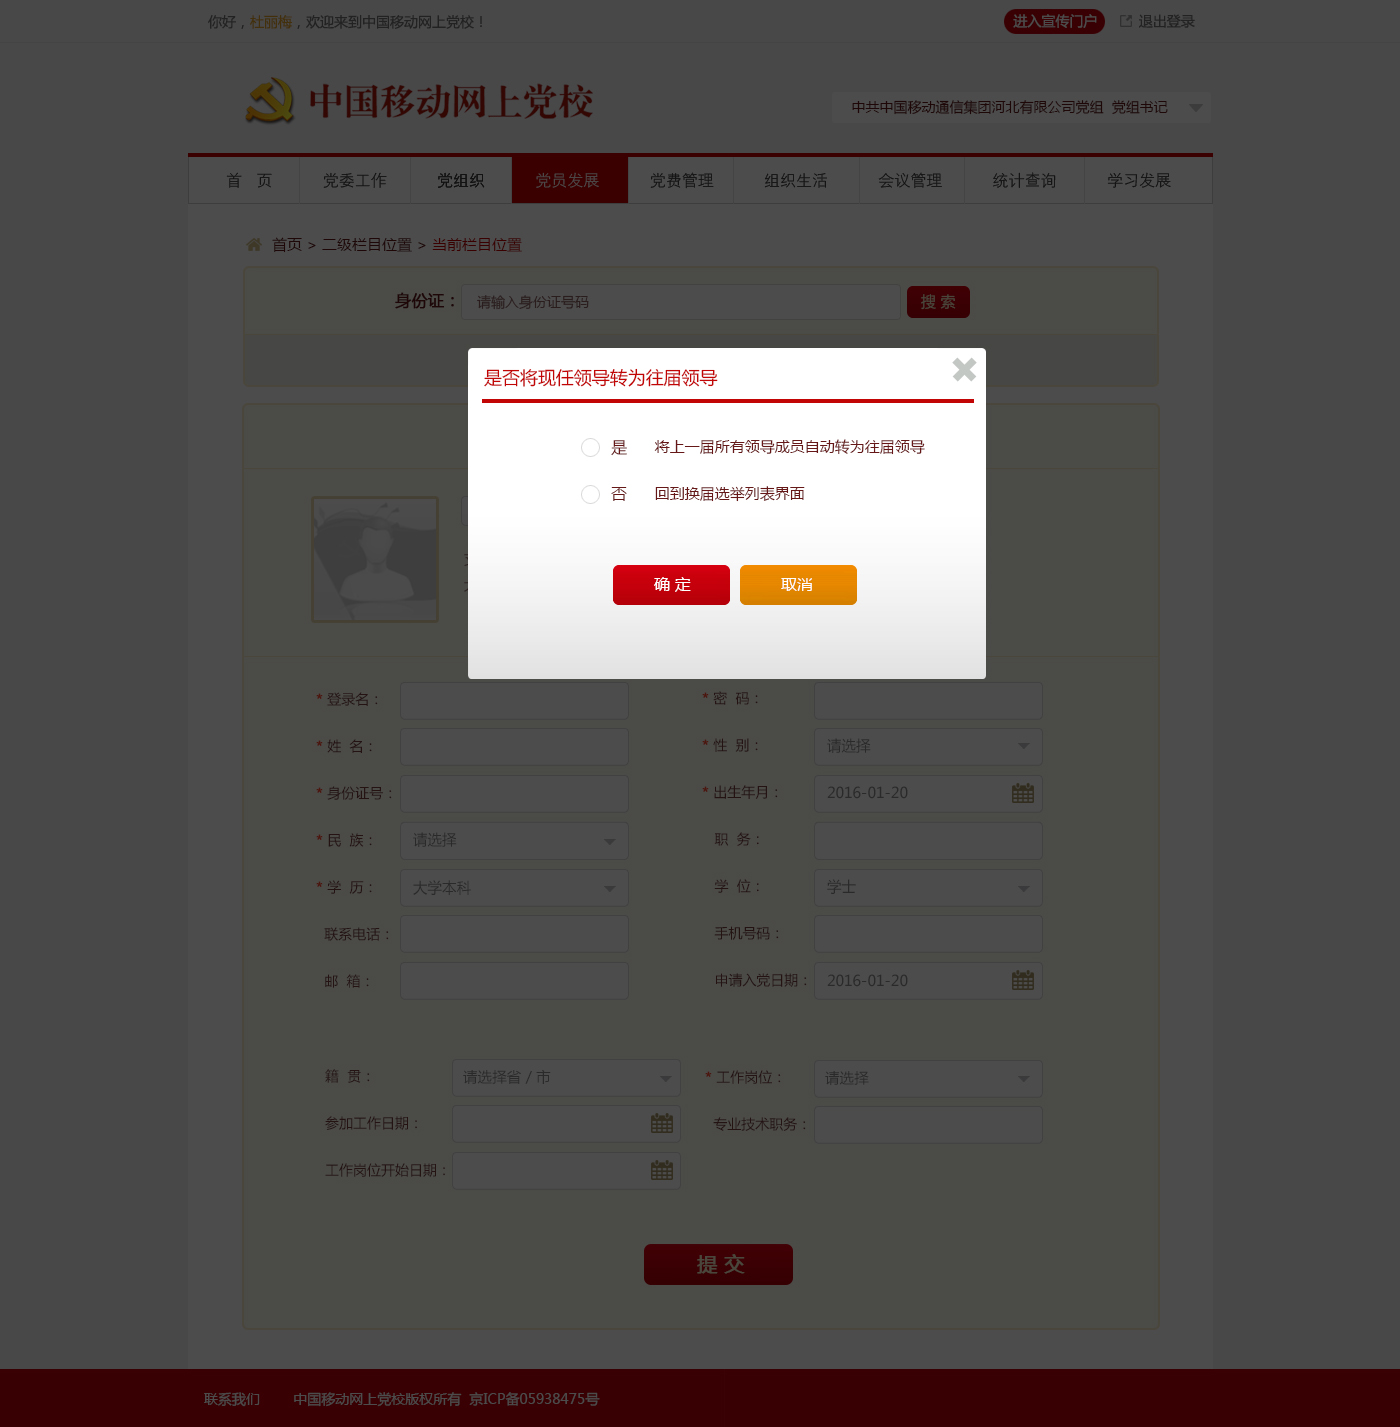 你好，杜丽梅，欢迎来到中国移动网上党校！ 进入宣传门户 退出登录
中国移动网上党校
中共中国移动通信集团河北有限公司党组 党组书记
首 页 党委工作 党组织 党员发展 党费管理 组织生活 会议管理 统计查询 学习发展
首页 > 二级栏目位置 > 当前栏目位置
身份证： 请输入身份证号码 搜 索
是否将现任领导转为往届领导
是 将上一届所有领导成员自动转为往届领导
否 回到换届选举列表界面
确 定 取消
* 登录名： * 密 码：
* 姓 名： * 性 别： 请选择
* 身份证号： * 出生年月： 2016-01-20
* 民 族： 请选择 职 务：
* 学 历： 大学本科 学 位： 学士
联系电话： 手机号码：
邮 箱： 申请入党日期： 2016-01-20
籍 贯： 请选择省 / 市 * 工作岗位： 请选择
参加工作日期： 专业技术职务：
工作岗位开始日期：
提 交
联系我们 中国移动网上党校版权所有 京ICP备05938475号